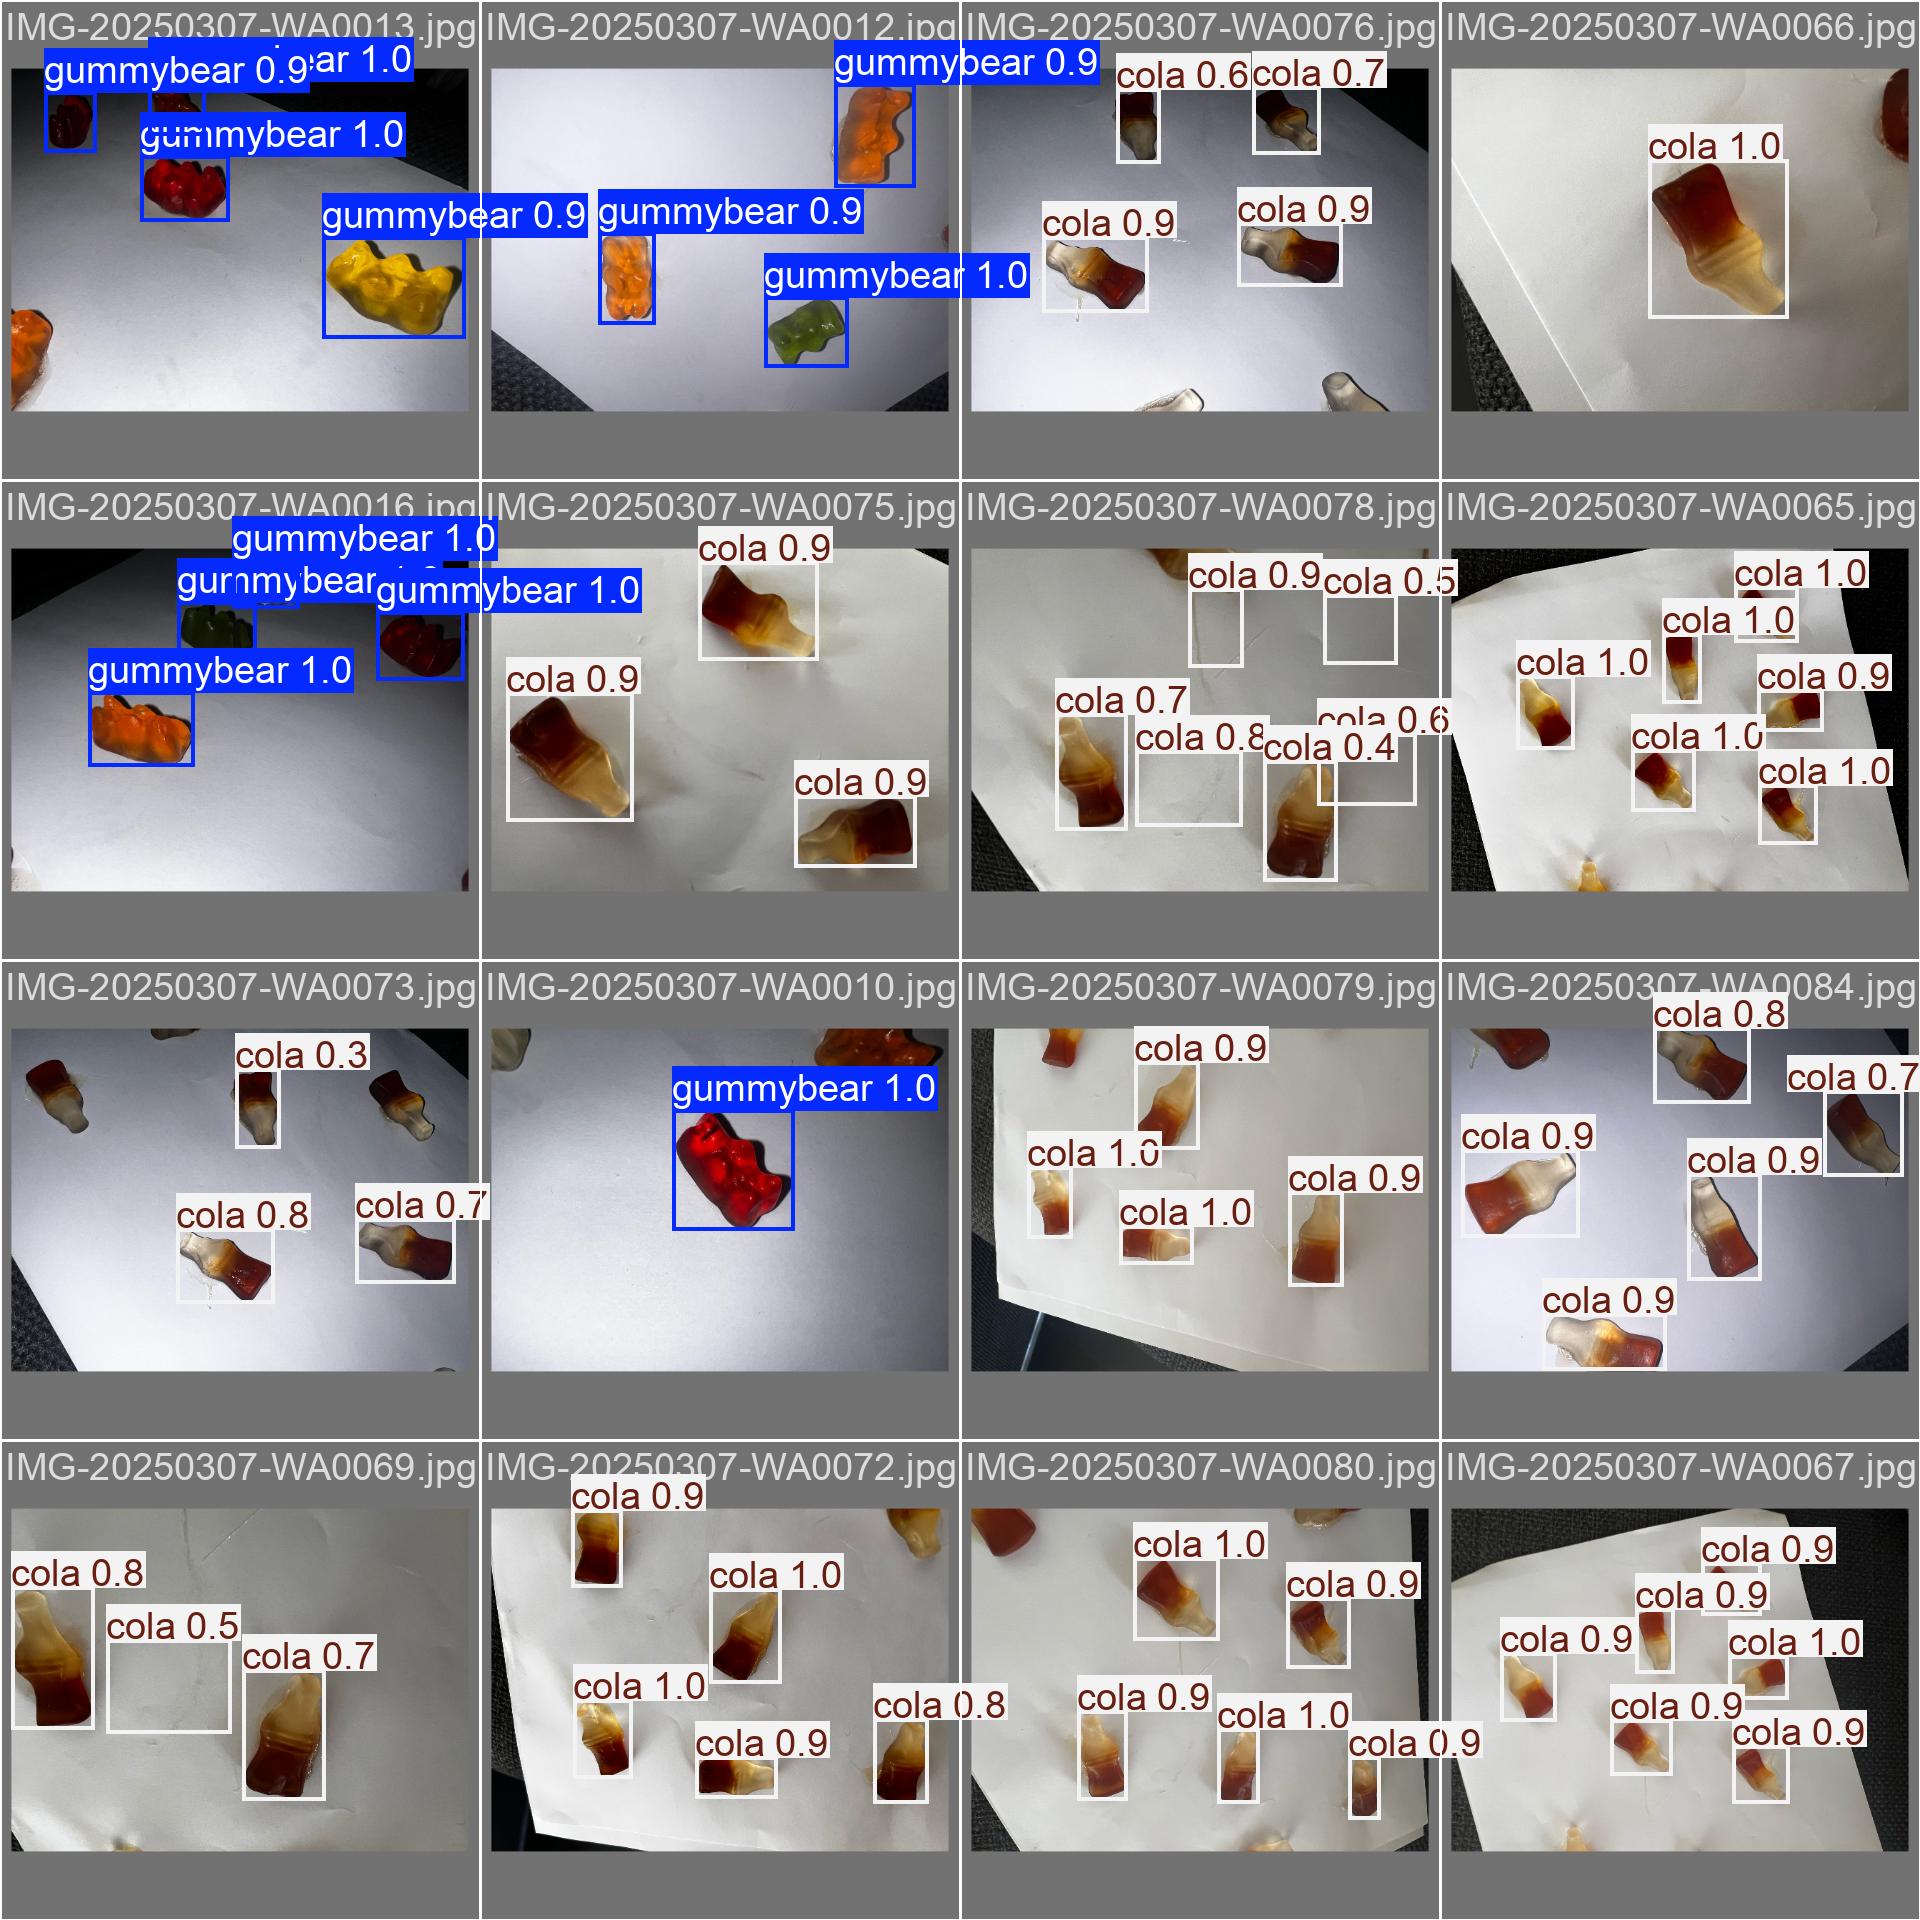 IMG-20250307-WA0013.jpg
ear 1.0
gummybear 0.9
gummybear 1.0
gummybear 0.9
IMG-20250307-WA0012.jpg
gummybear 0.9
gummybear 0.9
gummybear 1.0
IMG-20250307-WA0076.jpg
cola 0.6
cola 0.7
cola 0.9
cola 0.9
IMG-20250307-WA0066.jpg
cola 1.0
IMG-20250307-WA0016.jpg
gummybear 1.0
gummybear
gummybear 1.0
gummybear 1.0
IMG-20250307-WA0075.jpg
cola 0.9
cola 0.9
cola 0.9
IMG-20250307-WA0078.jpg
cola 0.9
cola 0.5
cola 0.7
cola 0.6
cola 0.8
cola 0.4
IMG-20250307-WA0065.jpg
cola 1.0
cola 1.0
cola 1.0
cola 0.9
cola 1.0
cola 1.0
IMG-20250307-WA0073.jpg
cola 0.3
cola 0.8
cola 0.7
IMG-20250307-WA0010.jpg
gummybear 1.0
IMG-20250307-WA0079.jpg
cola 0.9
cola 1.0
cola 0.9
cola 1.0
IMG-20250307-WA0084.jpg
cola 0.8
cola 0.7
cola 0.9
cola 0.9
cola 0.9
IMG-20250307-WA0069.jpg
cola 0.8
cola 0.5
cola 0.7
IMG-20250307-WA0072.jpg
cola 0.9
cola 1.0
cola 1.0
cola 0.8
cola 0.9
IMG-20250307-WA0080.jpg
cola 1.0
cola 0.9
cola 0.9
cola 1.0
cola 0.9
IMG-20250307-WA0067.jpg
cola 0.9
cola 0.9
cola 0.9
cola 1.0
cola 0.9
cola 0.9